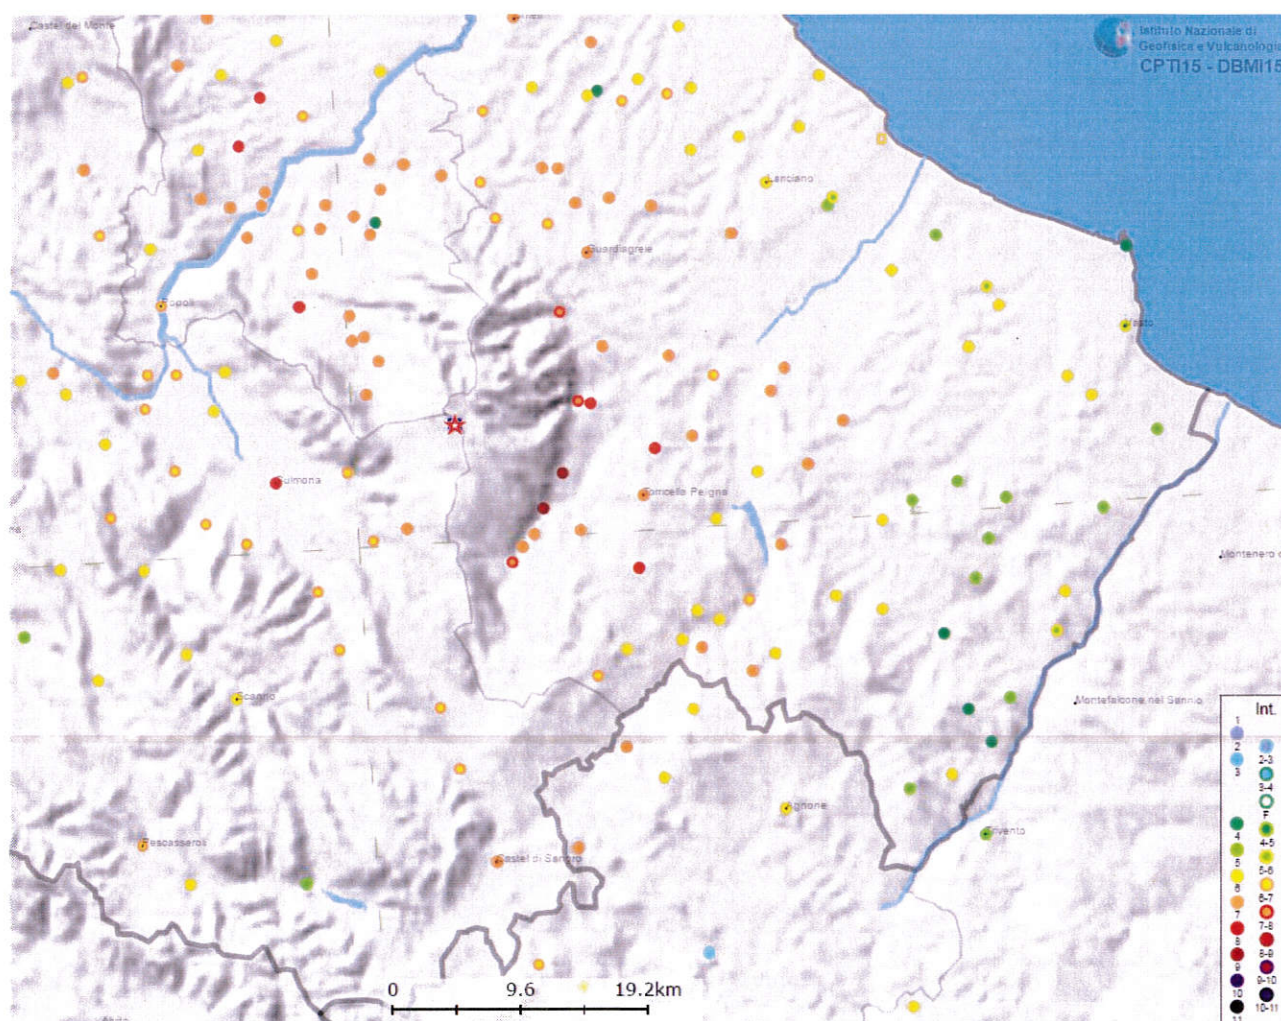 Castel del Monte
Istituto Nazionale di
Geofisica e Vulcanologia
CPTI15 - DBMI15
Lanciano
Guardiagrele
Popoli
Vasto
Sulmona
Torricella Peligna
Montenero d
Scanno
Montefalcone nel Sannio
Int.
1
2
2-3
3
3-4
F
4
4-5
5
5-6
6
6-7
7
7-8
8
8-9
9
9-10
10
10-11
11
Agnone
Trivento
Pescasseroli
Castel di Sangro
0 9.6 19.2km